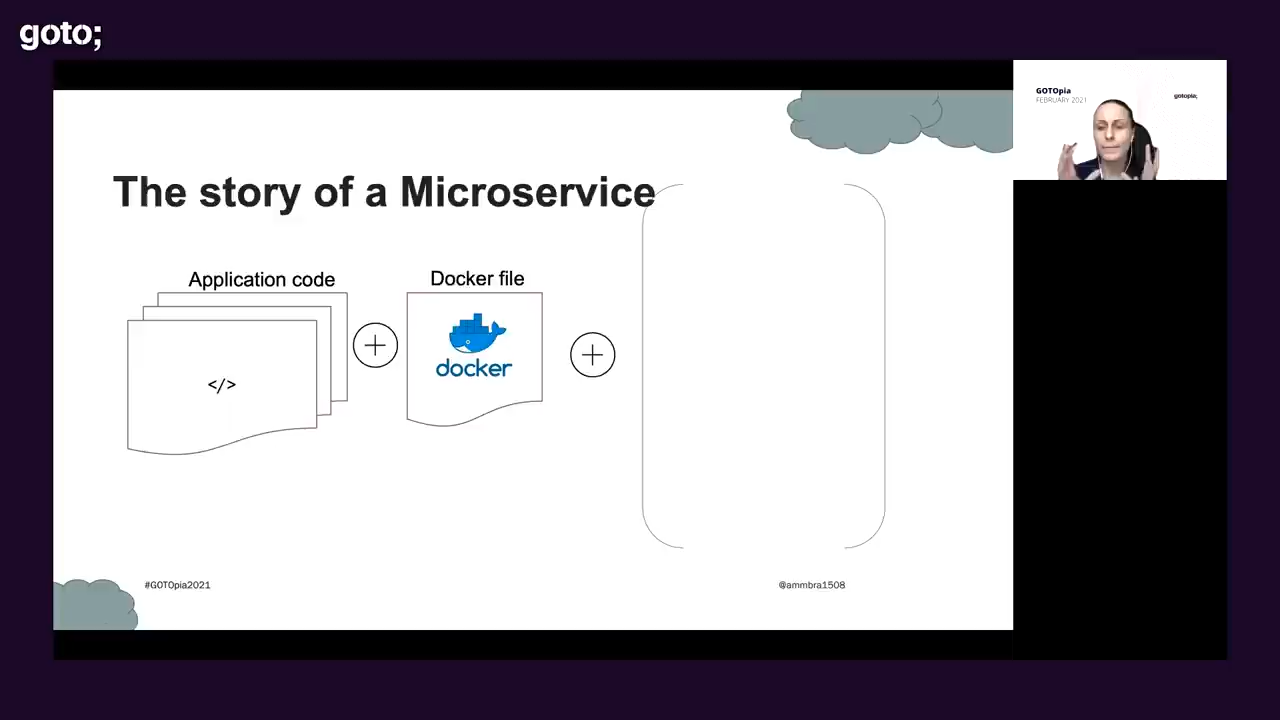 goto;
GOTOpia
FEBRUARY 2021
gotopia;
The story of a Microservice
Application code
Docker file
</>
docker
#GOTOpia2021
@ammbra1508